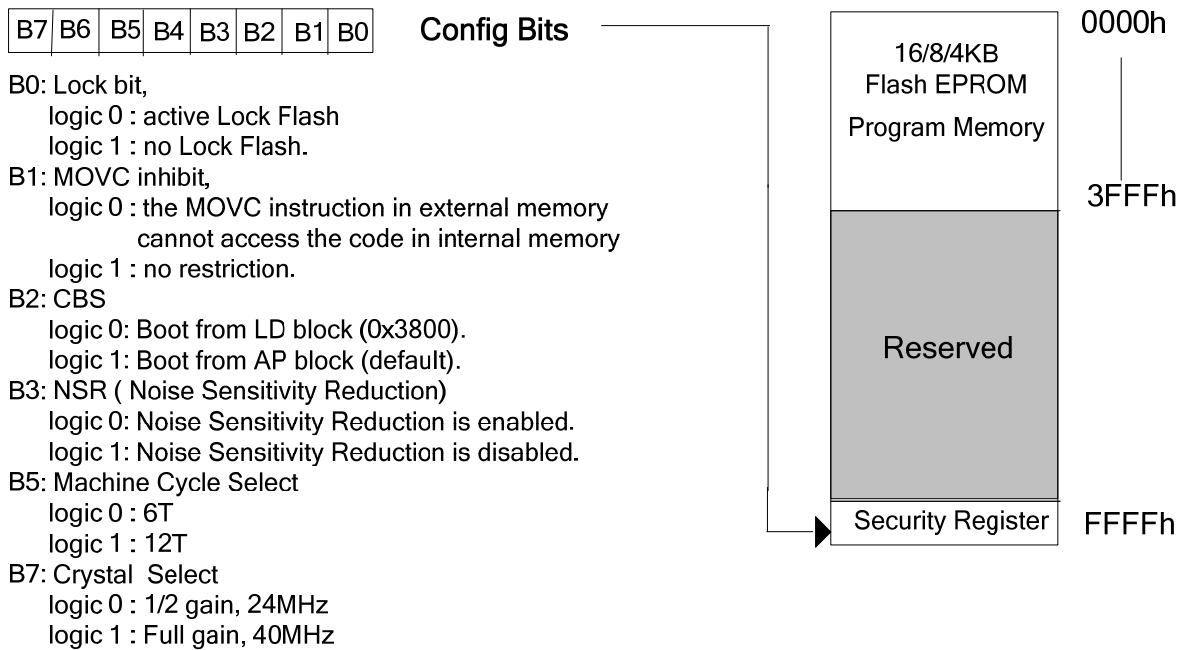 B7 B6 B5 B4 B3 B2 B1 B0
Config Bits
B0: Lock bit,
logic 0 : active Lock Flash
logic 1 : no Lock Flash.
B1: MOVC inhibit,
logic 0 : the MOVC instruction in external memory
cannot access the code in internal memory
logic 1 : no restriction.
B2: CBS
logic 0: Boot from LD block (0x3800).
logic 1: Boot from AP block (default).
B3: NSR ( Noise Sensitivity Reduction)
logic 0: Noise Sensitivity Reduction is enabled.
logic 1: Noise Sensitivity Reduction is disabled.
B5: Machine Cycle Select
logic 0 : 6T
logic 1 : 12T
B7: Crystal Select
logic 0 : 1/2 gain, 24MHz
logic 1 : Full gain, 40MHz
0000h
16/8/4KB
Flash EPROM
Program Memory
3FFFh
Reserved
Security Register
FFFFh